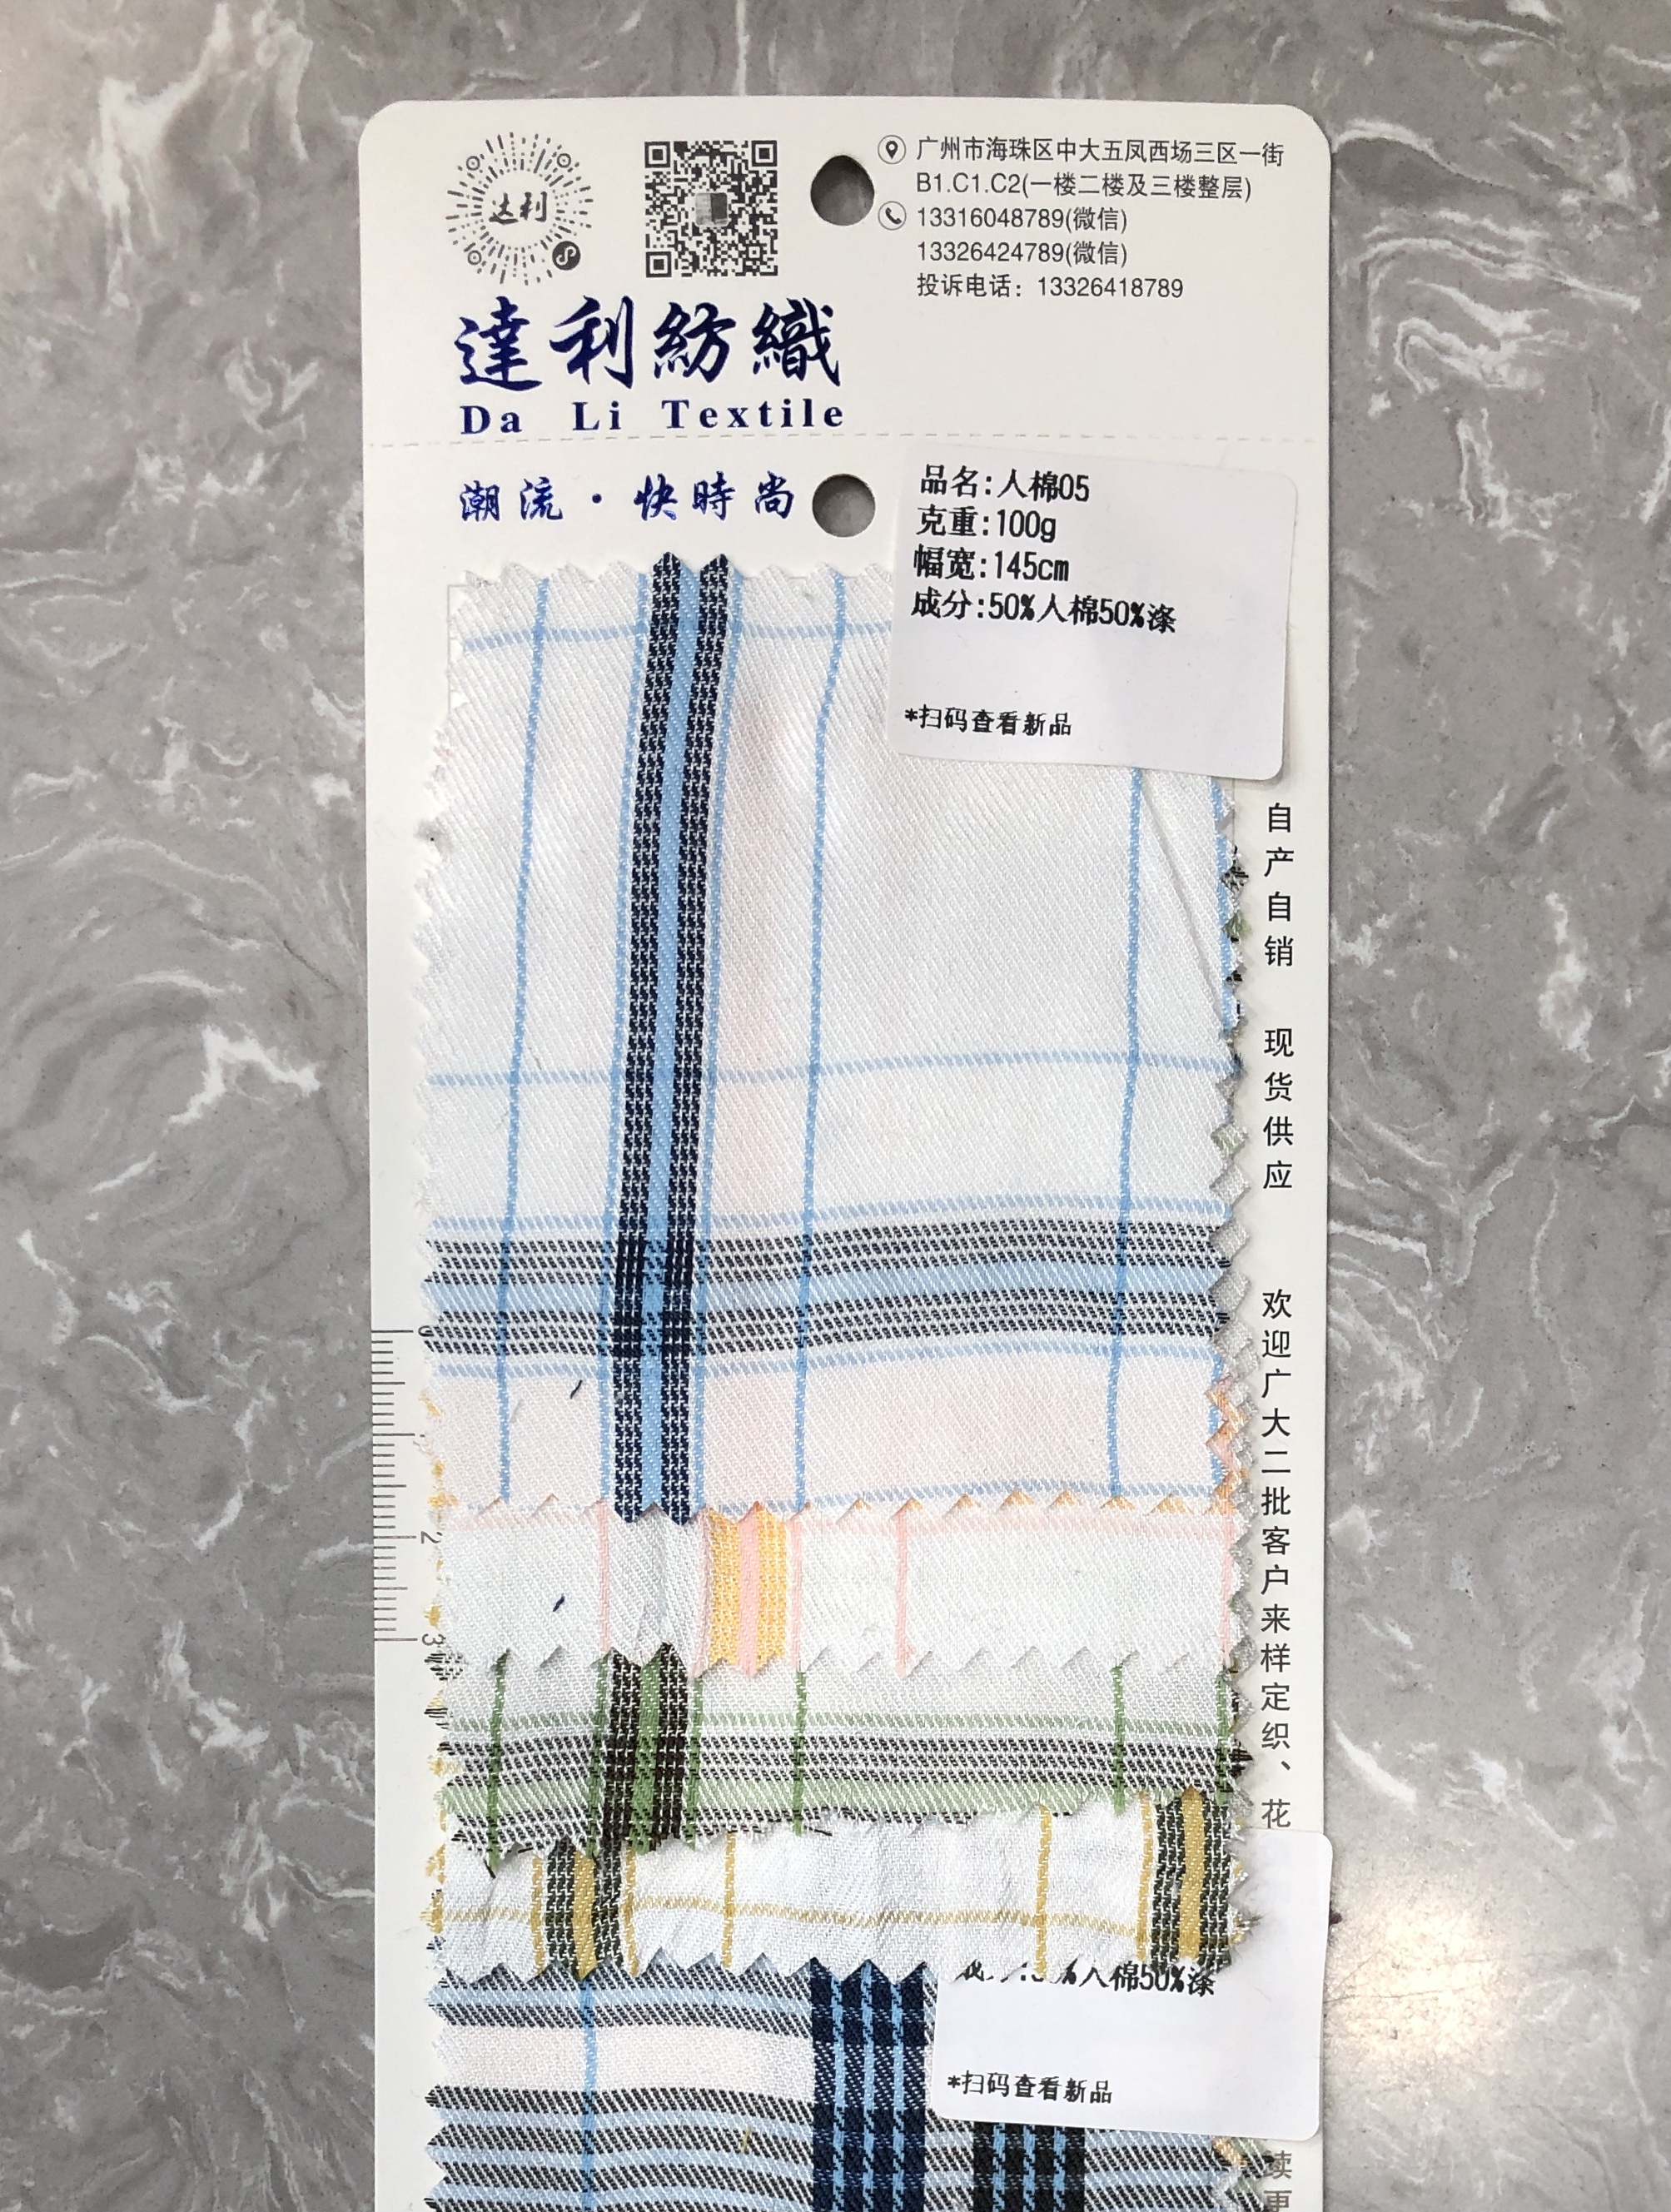 达利
广州市海珠区中大五凤西场三区一街
B1.C1.C2(一楼二楼及三楼整层)
13316048789(微信)
13326424789(微信)
投诉电话：13326418789
達利紡織
Da Li Textile
潮流·快時尚
品名:人棉05
克重:100g
幅宽:145cm
成分:50%人棉50%涤
*扫码查看新品
自产自销 现货供应 欢迎广大二批客户来样定织、花
0
2
3
人棉50%涤
*扫码查看新品
续更